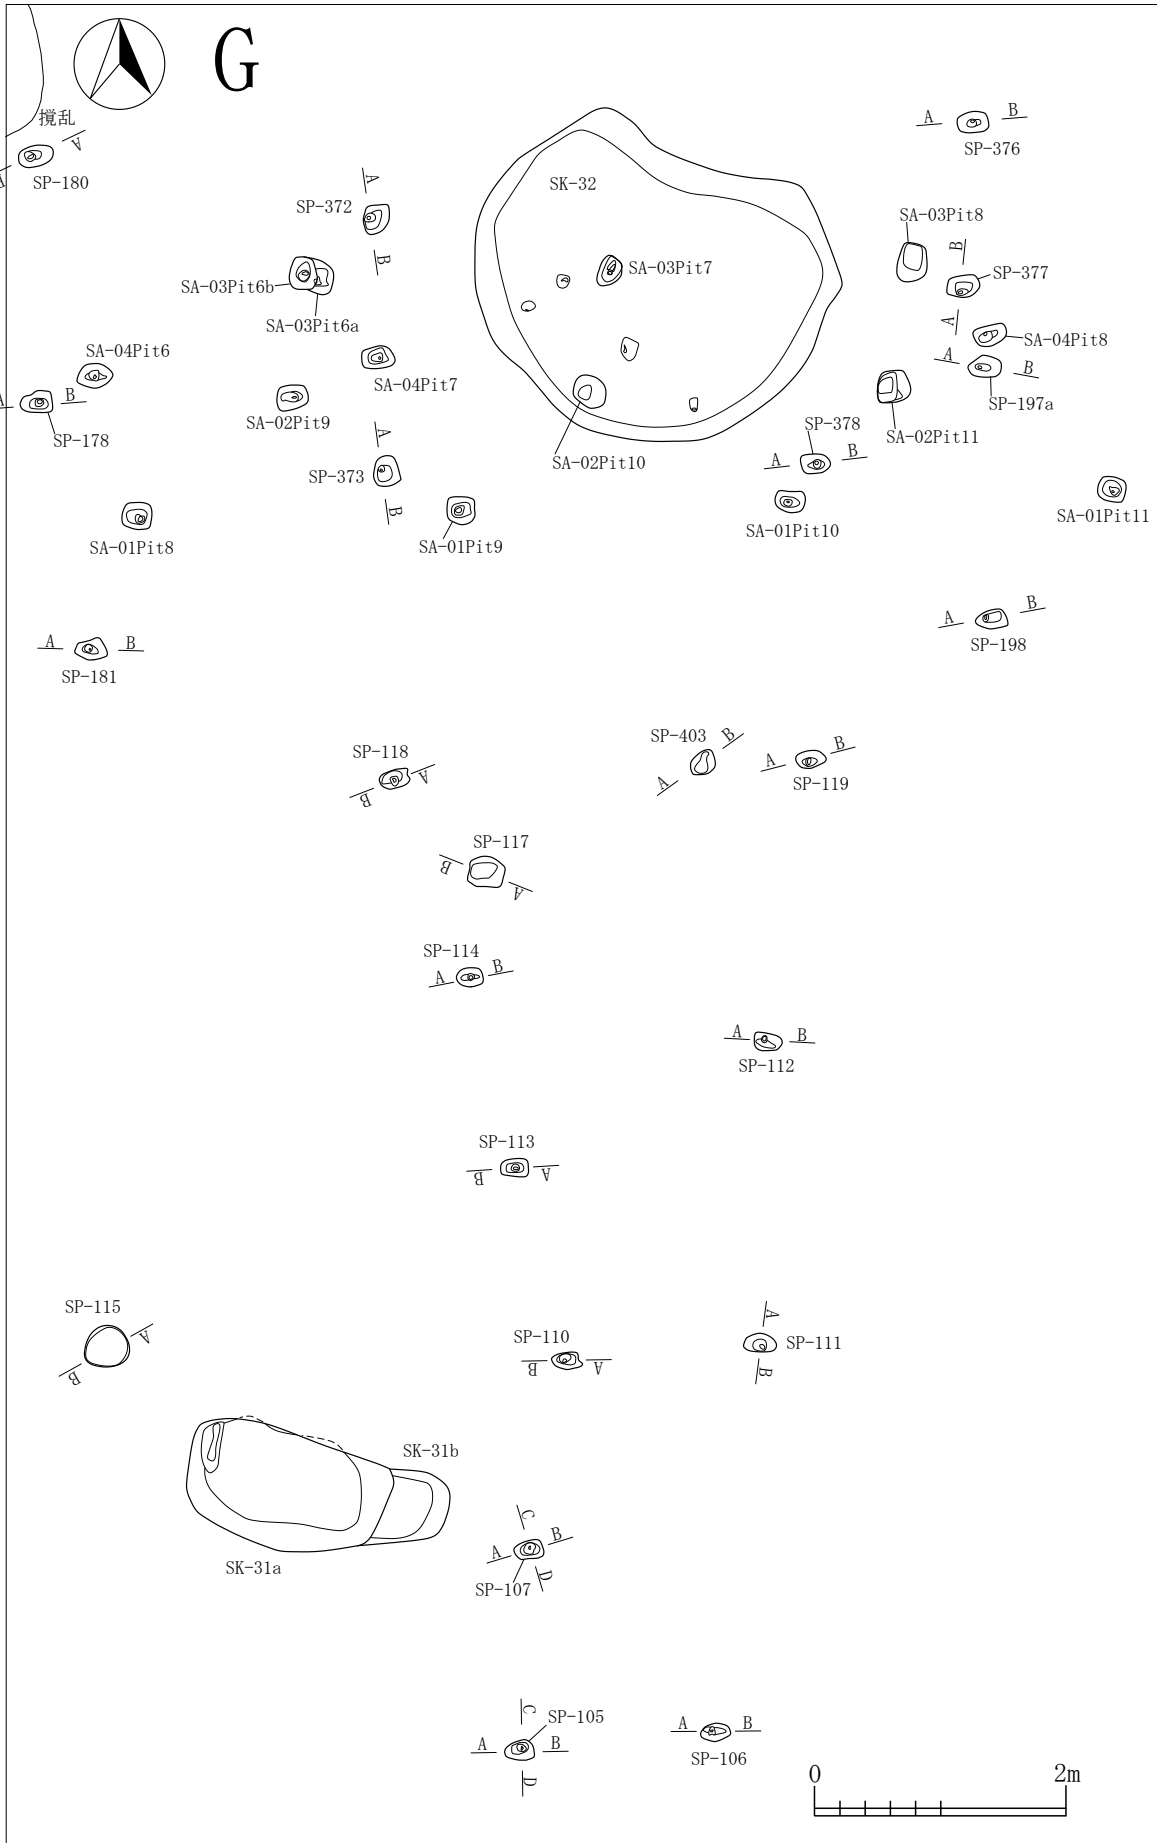 G
攪乱
A
B
SP-376
A
A
SP-180
SK-32
A
SP-372
B
SA-03Pit8
B
SP-377
SA-03Pit7
SA-03Pit6b
SA-03Pit6a
A
SA-04Pit8
SA-04Pit6
SA-04Pit7
A
B
SP-197a
A
B
SP-178
SA-02Pit9
A
SP-373
B
SA-02Pit10
SP-378
A
B
SA-02Pit11
SA-01Pit8
SA-01Pit9
SA-01Pit10
SA-01Pit11
A
B
SP-198
A
B
SP-181
SP-118
A
B
SP-403
B
A
A
B
SP-119
SP-117
B
A
SP-114
A
B
A
B
SP-112
SP-113
B
A
SP-115
A
B
SP-110
B
A
A
SP-111
B
SK-31b
SK-31a
C
A
B
D
SP-107
C
SP-105
A
B
D
A
B
SP-106
0
2m